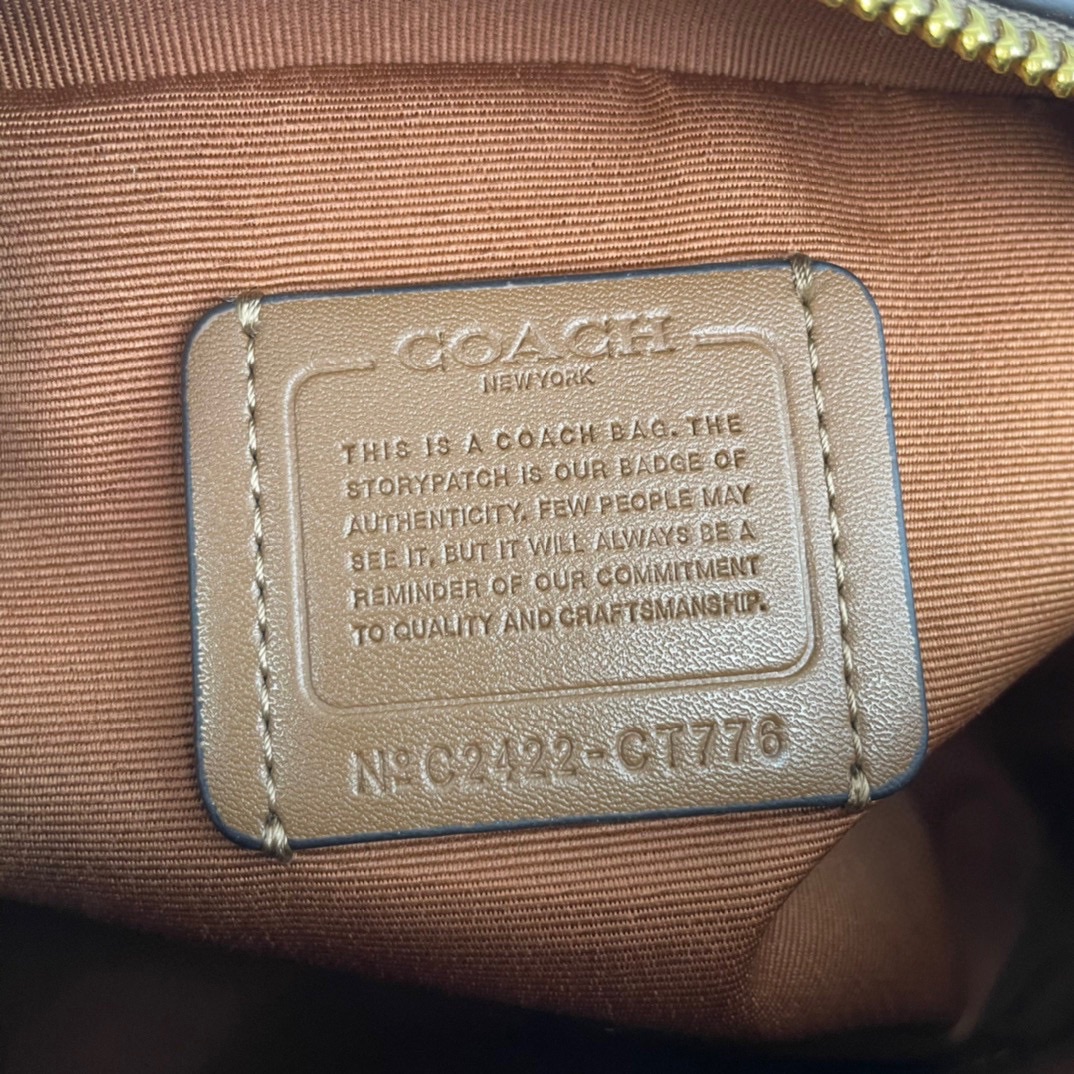 COACH
NEW YORK
THIS IS A COACH BAG. THE
STORYPATCH IS OUR BADGE OF
AUTHENTICITY. FEW PEOPLE MAY
SEE IT, BUT IT WILL ALWAYS BE A
REMINDER OF OUR COMMITMENT
TO QUALITY AND CRAFTSMANSHIP.
Nº C2422-CT776